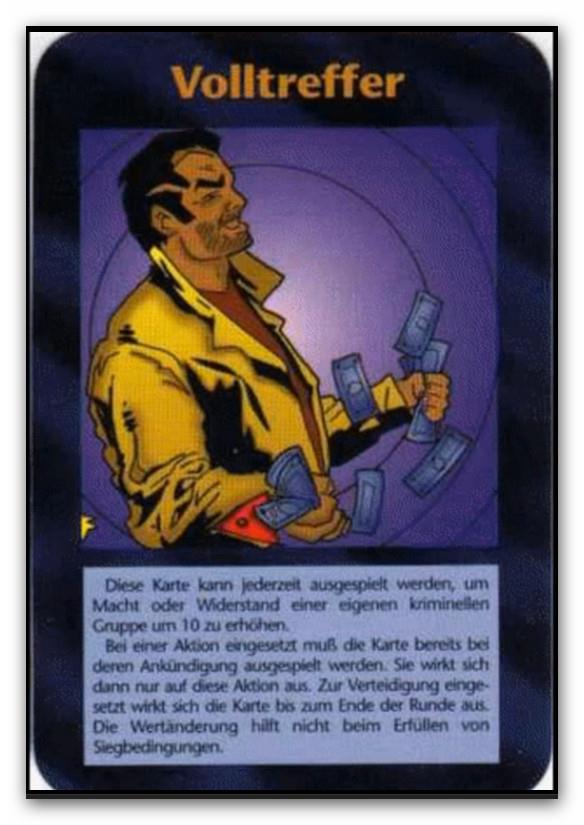 Volltreffer
F
Diese Karte kann jederzeit ausgespielt werden, um
Macht oder Widerstand einer eigenen kriminellen
Gruppe um 10 zu erhöhen.
Bei einer Aktion eingesetzt muß die Karte bereits bei
deren Ankündigung ausgespielt werden. Sie wirkt sich
dann nur auf diese Aktion aus. Zur Verteidigung einge-
setzt wirkt sich die Karte bis zum Ende der Runde aus.
Die Wertänderung hilft nicht beim Erfüllen von
Siegbedingungen.